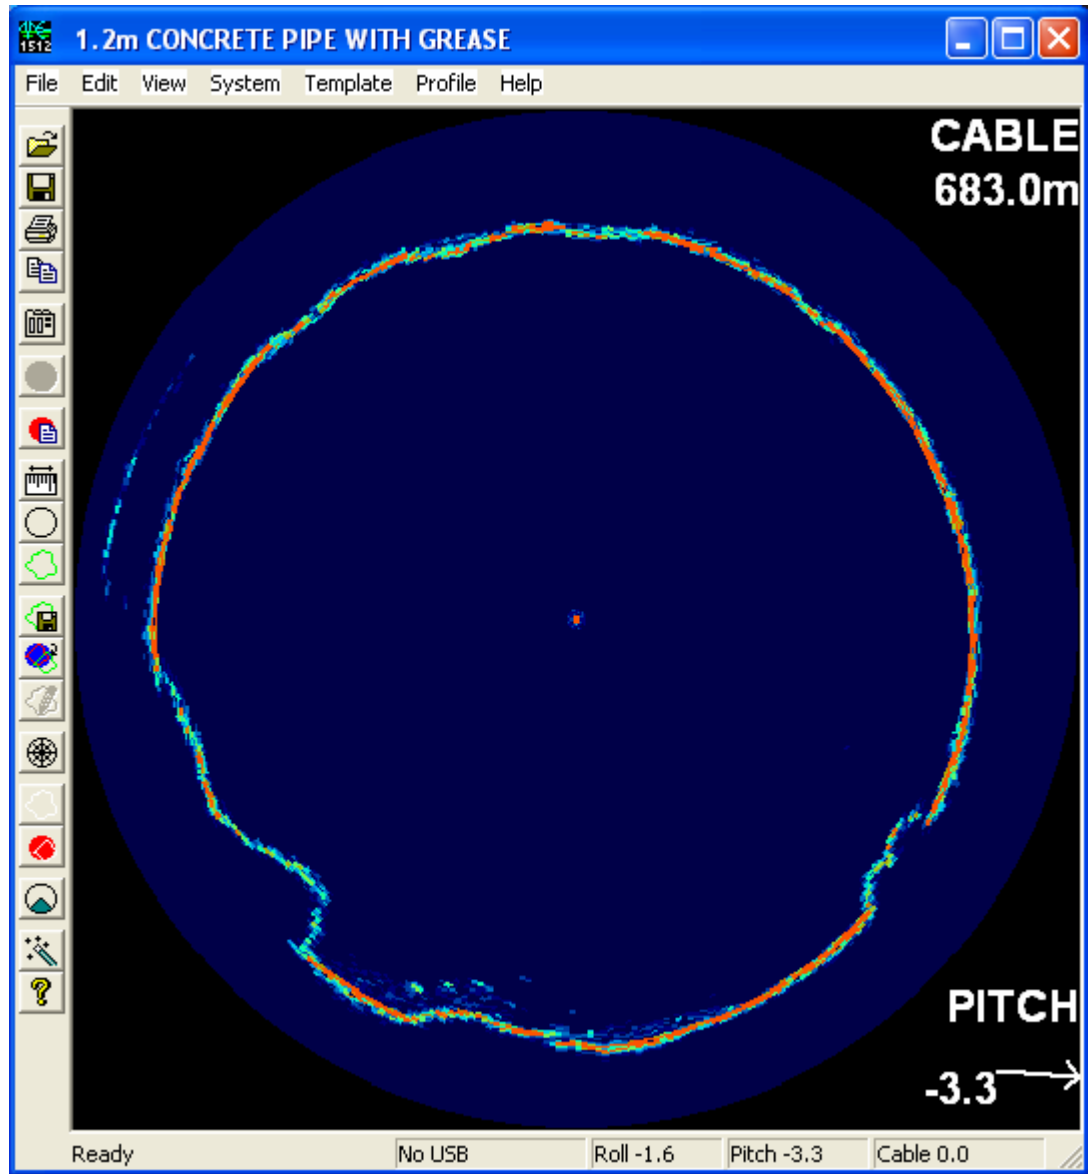 1512
1.2m CONCRETE PIPE WITH GREASE
File Edit View System Template Profile Help
CABLE
683.0m
PITCH
-3.3
Ready No USB Roll -1.6 Pitch -3.3 Cable 0.0